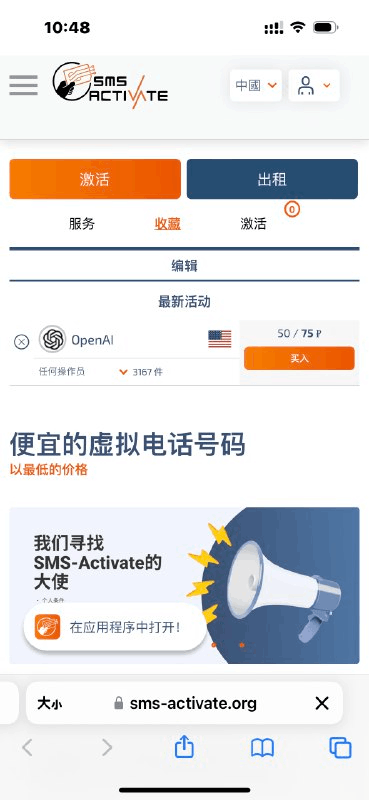 10:48
SMS
ACTIVATE
中國
激活
出租
0
服务
收藏
激活
编辑
最新活动
OpenAI
50 / 75 ₽
买入
任何操作员
3167 件
便宜的虚拟电话号码
以最低的价格
我们寻找
SMS-Activate的
大使
· 个人条件
在应用程序中打开!
大小
sms-activate.org